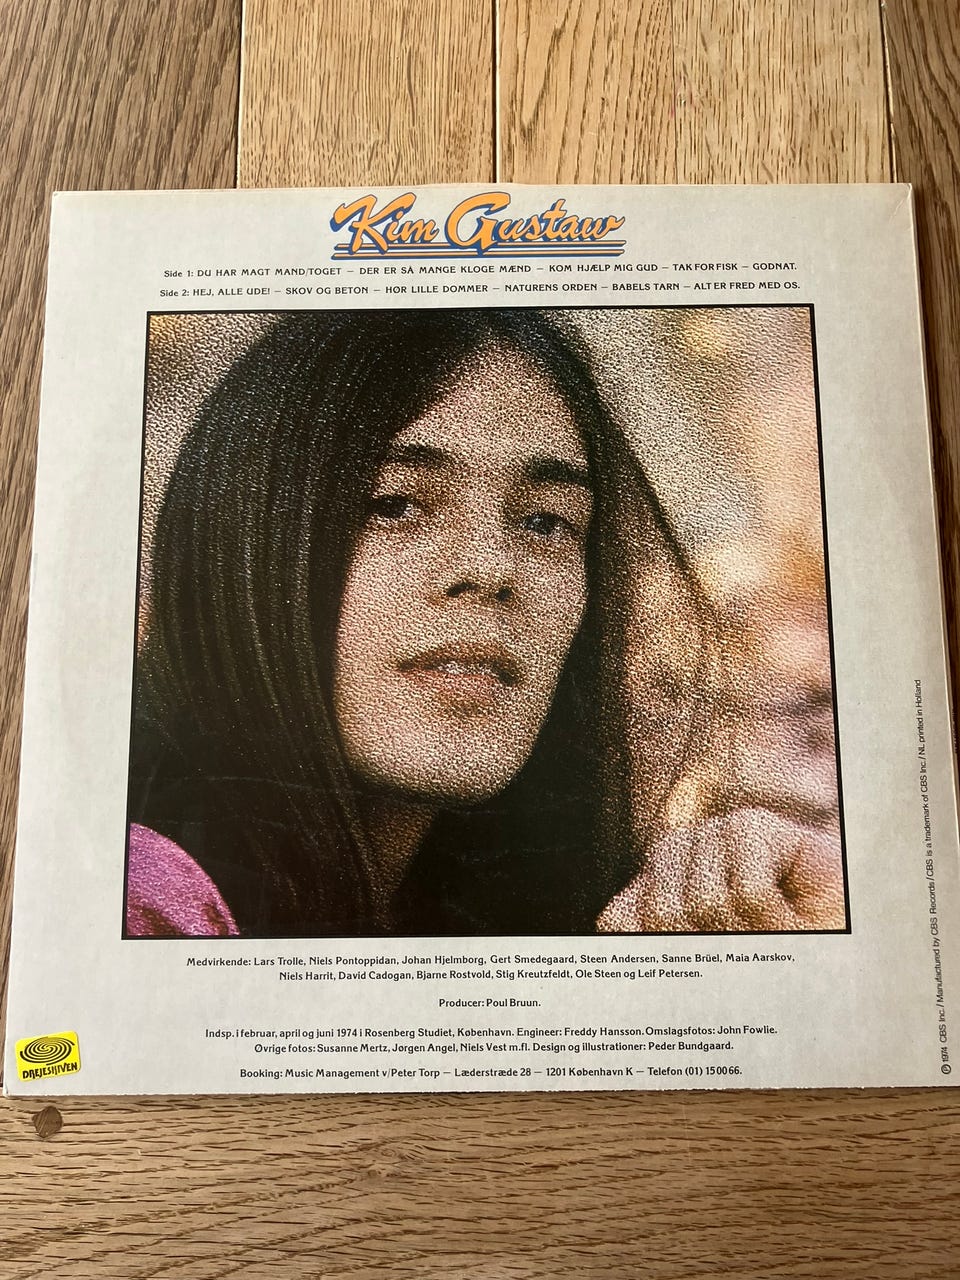 Kim Gustaw
Side 1: DU HAR MAGT MAND/TOGET — DER ER SÅ MANGE KLOGE MÆND — KOM HJÆLP MIG GUD — TAK FOR FISK — GODNAT.
Side 2: HEJ, ALLE UDE! — SKOV OG BETON — HØR LILLE DOMMER — NATURENS ORDEN — BABELS TARN — ALT ER FRED MED OS.
Medvirkende: Lars Trolle, Niels Pontoppidan, Johan Hjelmborg, Gert Smedegaard, Steen Andersen, Sanne Brüel, Maia Aarskov,
Niels Harrit, David Cadogan, Bjarne Rostvold, Stig Kreutzfeldt, Ole Steen og Leif Petersen.
Producer: Poul Bruun.
Indsp. i februar, april og juni 1974 i Rosenberg Studiet, København. Engineer: Freddy Hansson. Omslagsfotos: John Fowlie.
Øvrige fotos: Susanne Mertz, Jørgen Angel, Niels Vest m.fl. Design og illustrationer: Peder Bundgaard.
Booking: Music Management v/Peter Torp — Læderstræde 28 — 1201 København K — Telefon (01) 150066.
DREJESKIVEN
Ⓟ 1974 CBS Inc./Manufactured by CBS Records/CBS is a trademark of CBS Inc./NL printed in Holland